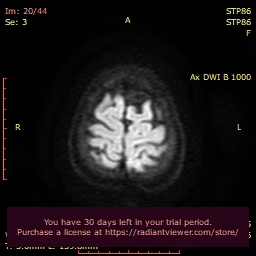 Im: 20/44
Se: 3
A
STP86
STP86
F
Ax DWI B 1000
R
L
You have 30 days left in your trial period.
Purchase a license at https://radiantviewer.com/store/